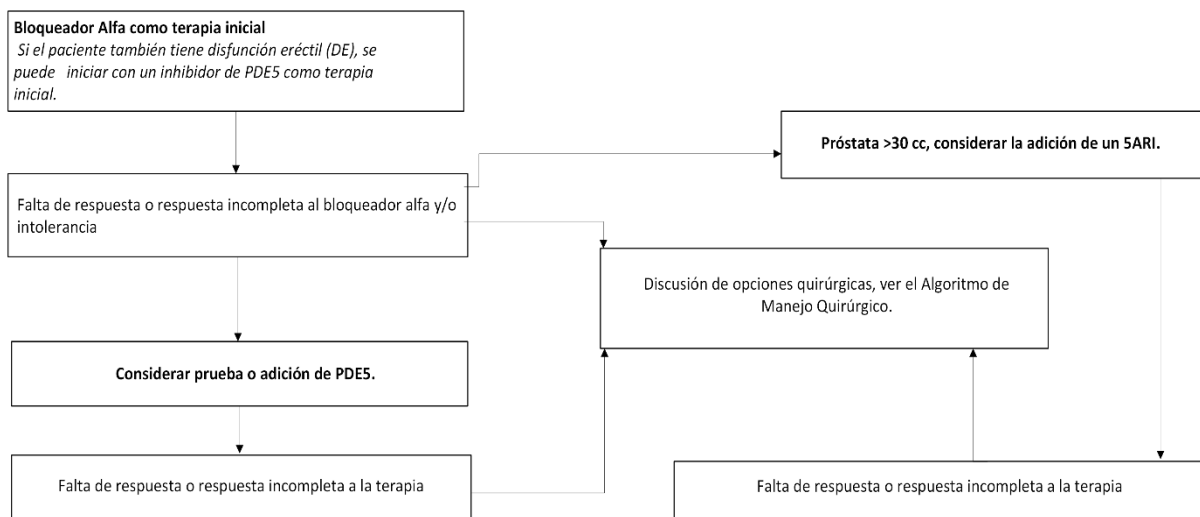 Bloqueador Alfa como terapia inicial
Si el paciente también tiene disfunción eréctil (DE), se
puede iniciar con un inhibidor de PDE5 como terapia
inicial.
Próstata >30 cc, considerar la adición de un 5ARI.
Falta de respuesta o respuesta incompleta al bloqueador alfa y/o
intolerancia
Discusión de opciones quirúrgicas, ver el Algoritmo de
Manejo Quirúrgico.
Considerar prueba o adición de PDE5.
Falta de respuesta o respuesta incompleta a la terapia
Falta de respuesta o respuesta incompleta a la terapia